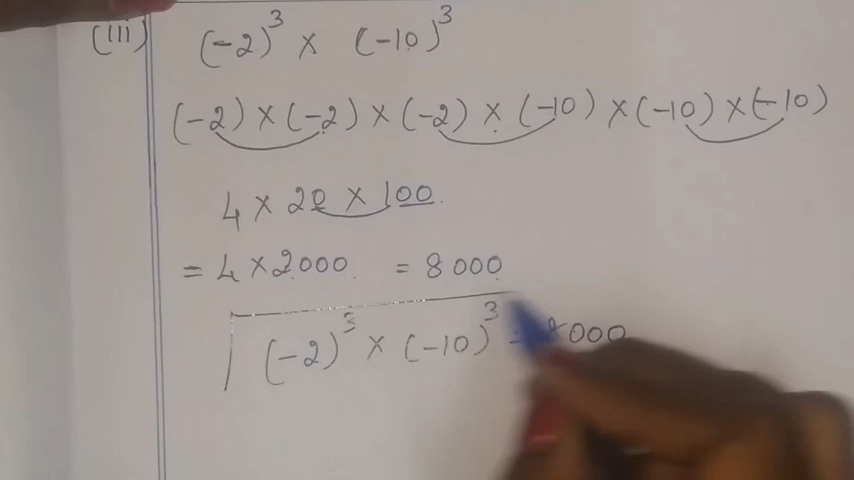 (iii) (-2)³ × (-10)³
(-2) × (-2) × (-2) × (-10) × (-10) × (-10)
4 × 20 × 100
= 4 × 2000 = 8000
(-2)³ × (-10)³ = 8000